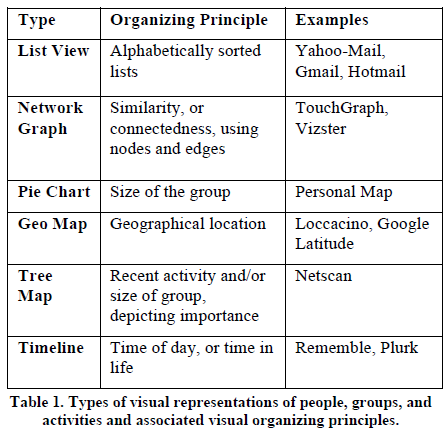 Type Organizing Principle Examples
List View Alphabetically sorted lists Yahoo-Mail, Gmail, Hotmail
Network Graph Similarity, or connectedness, using nodes and edges TouchGraph, Vizster
Pie Chart Size of the group Personal Map
Geo Map Geographical location Loccacino, Google Latitude
Tree Map Recent activity and/or size of group, depicting importance Netscan
Timeline Time of day, or time in life Rememble, Plurk
Table 1. Types of visual representations of people, groups, and
activities and associated visual organizing principles.